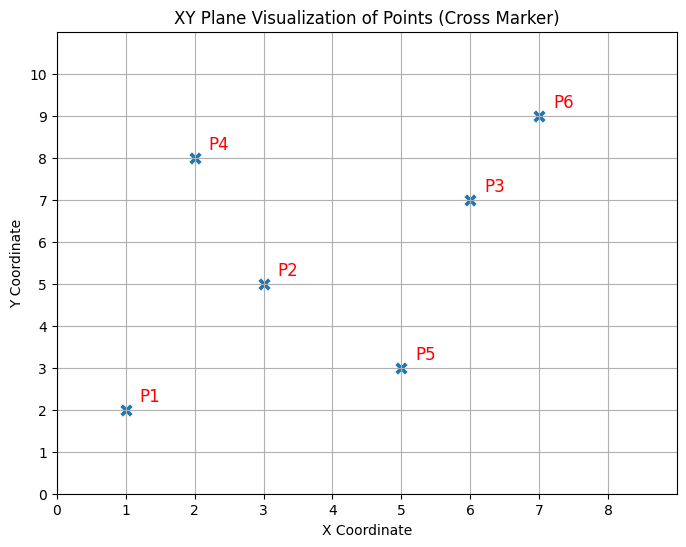 XY Plane Visualization of Points (Cross Marker)
10
9
8
7
6
5
4
3
2
1
0
Y Coordinate
P6
P4
P3
P2
P5
P1
0 1 2 3 4 5 6 7 8
X Coordinate